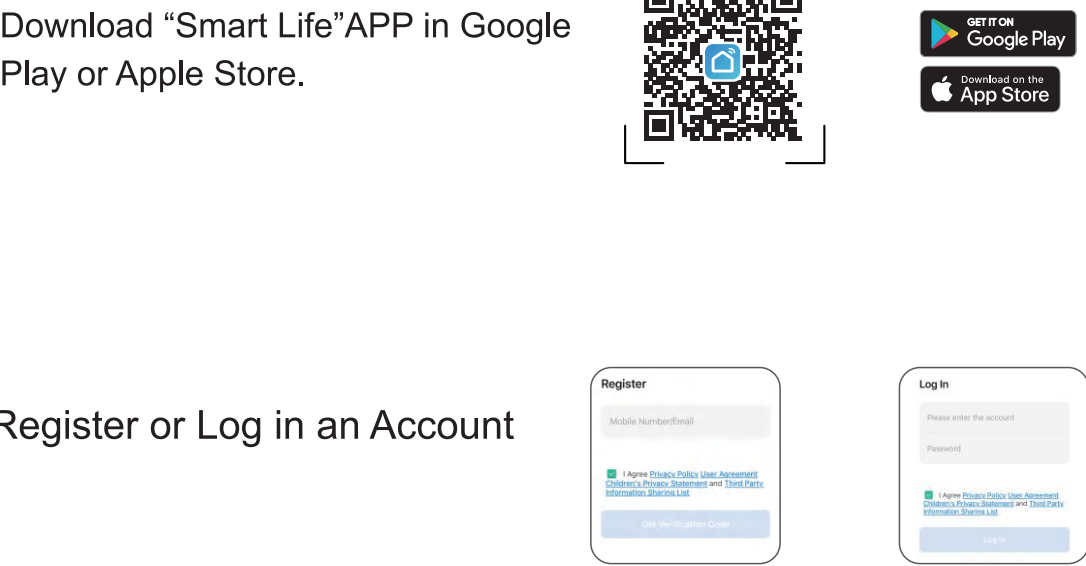 Download “Smart Life”APP in Google
Play or Apple Store.
GET IT ON
Google Play
Download on the
App Store
Register or Log in an Account
Register
Mobile Number/Email
I Agree Privacy Policy User Agreement
Children's Privacy Statement and Third Party
Information Sharing List
Get Verification Code
Log In
Please enter the account
Password
I Agree Privacy Policy User Agreement
Children's Privacy Statement and Third Party
Information Sharing List
Log In